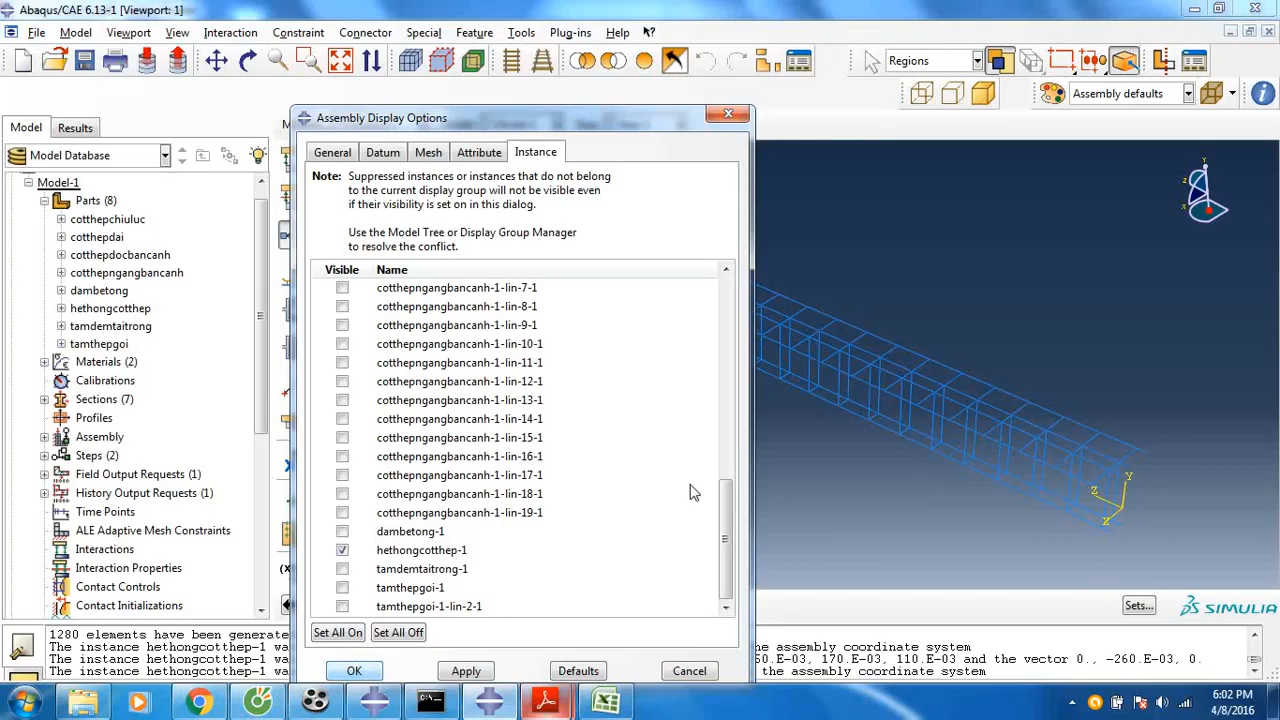 Abaqus/CAE 6.13-1 [Viewport: 1]
File Model Viewport View Interaction Constraint Connector Special Feature Tools Plug-ins Help
Regions
Assembly defaults
Model Results
Model Database
Model-1
Parts (8)
cotthepchiuluc
cotthepdai
cotthepdocbancanh
cotthepngangbancanh
dambetong
hethongcotthep
tamdemtaitrong
tamthepgoi
Materials (2)
Calibrations
Sections (7)
Profiles
Assembly
Steps (2)
Field Output Requests (1)
History Output Requests (1)
Time Points
ALE Adaptive Mesh Constraints
Interactions
Interaction Properties
Contact Controls
Contact Initializations
Assembly Display Options
General Datum Mesh Attribute Instance
Note: Suppressed instances or instances that do not belong
to the current display group will not be visible even
if their visibility is set on in this dialog.
Use the Model Tree or Display Group Manager
to resolve the conflict.
Visible Name
cotthepngangbancanh-1-lin-7-1
cotthepngangbancanh-1-lin-8-1
cotthepngangbancanh-1-lin-9-1
cotthepngangbancanh-1-lin-10-1
cotthepngangbancanh-1-lin-11-1
cotthepngangbancanh-1-lin-12-1
cotthepngangbancanh-1-lin-13-1
cotthepngangbancanh-1-lin-14-1
cotthepngangbancanh-1-lin-15-1
cotthepngangbancanh-1-lin-16-1
cotthepngangbancanh-1-lin-17-1
cotthepngangbancanh-1-lin-18-1
cotthepngangbancanh-1-lin-19-1
dambetong-1
hethongcotthep-1
tamdemtaitrong-1
tamthepgoi-1
tamthepgoi-1-lin-2-1
Set All On Set All Off
OK Apply Defaults Cancel
Y
Z
X
Y
Z
X
Sets...
SIMULIA
1280 elements have been generate
The instance hethongcotthep-1 wa he assembly coordinate system
The instance hethongcotthep-1 wa 50.E-03, 170.E-03, 110.E-03 and the vector 0., -260.E-03, 0.
The instance hethongcotthep-1 wa he assembly coordinate system
6:02 PM
4/8/2016